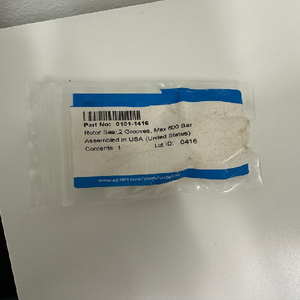 Part No: 0101-1416
Rotor Seal,2 Grooves, Max 600 Bar
Assembled in USA (United States)
Contents: 1 Lot ID: 0416